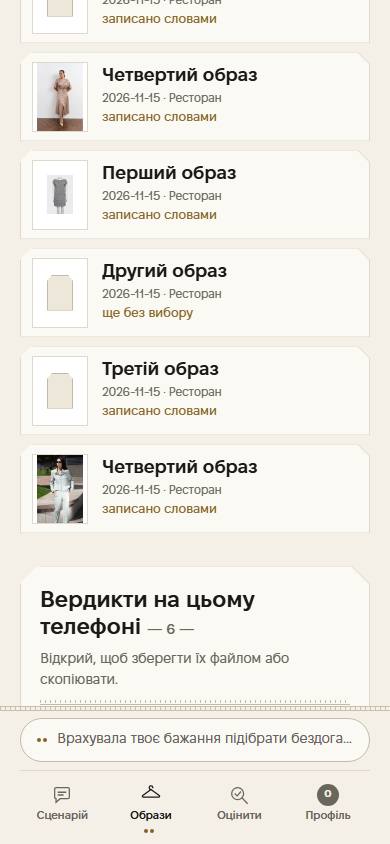 записано словами
Четвертий образ
2026-11-15 · Ресторан
записано словами
Перший образ
2026-11-15 · Ресторан
записано словами
Другий образ
2026-11-15 · Ресторан
ще без вибору
Третій образ
2026-11-15 · Ресторан
записано словами
Четвертий образ
2026-11-15 · Ресторан
записано словами
Вердикти на цьому
телефоні — 6 —
Відкрий, щоб зберегти їх файлом або
скопіювати.
Врахувала твоє бажання підібрати бездога...
Сценарій
Образи
Оцінити
0
Профіль